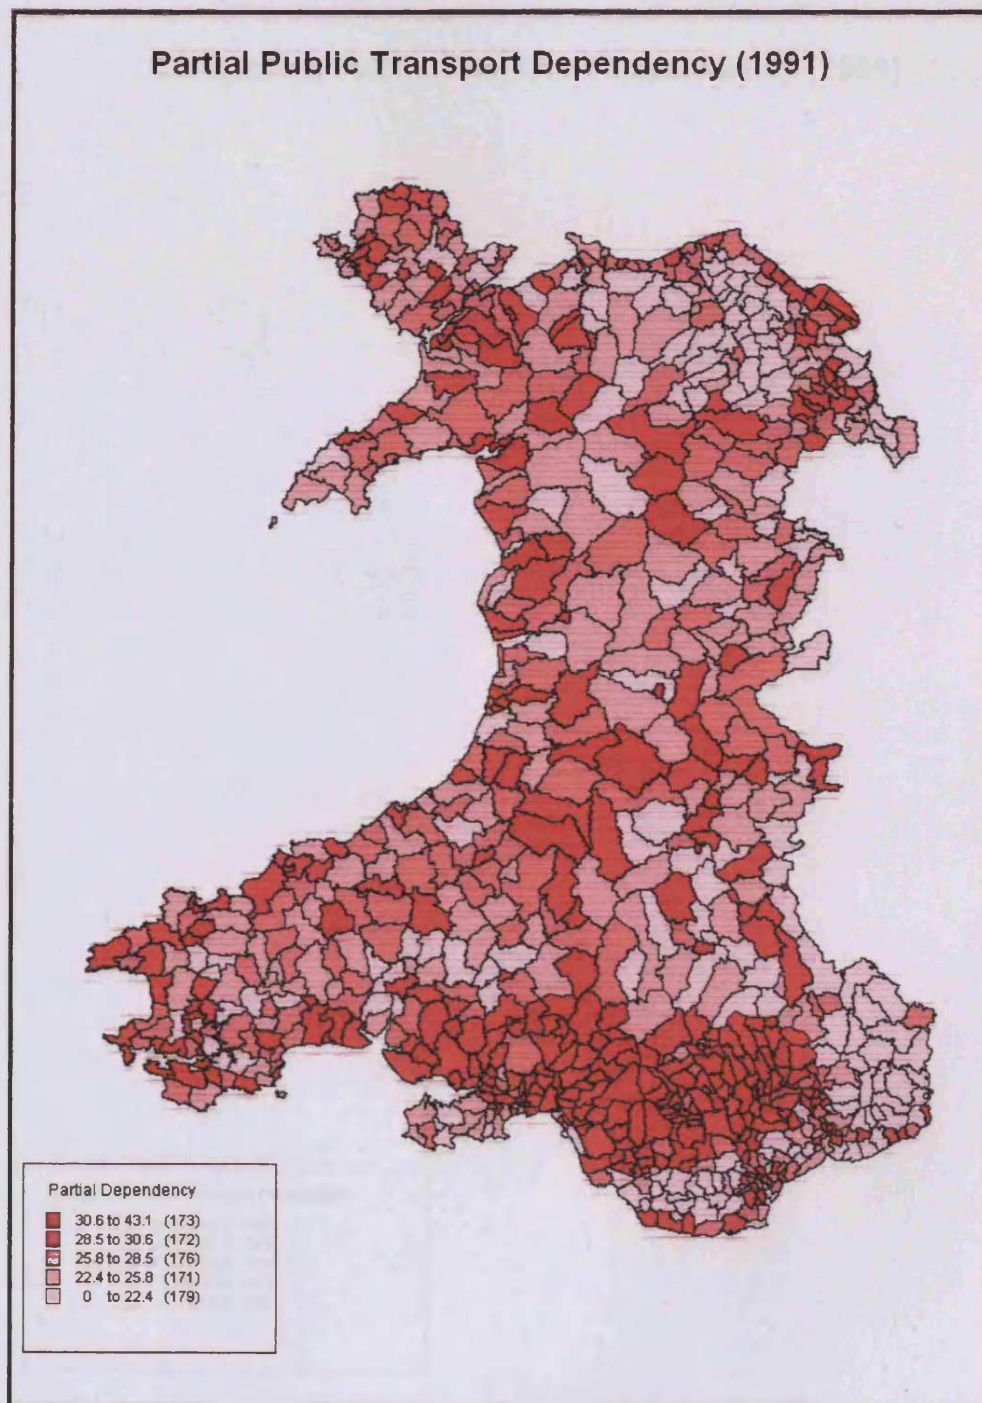 Partial Public Transport Dependency (1991)
Partial Dependency
30.6 to 43.1 (173)
28.5 to 30.6 (172)
25.8 to 28.5 (176)
22.4 to 25.8 (171)
0 to 22.4 (179)